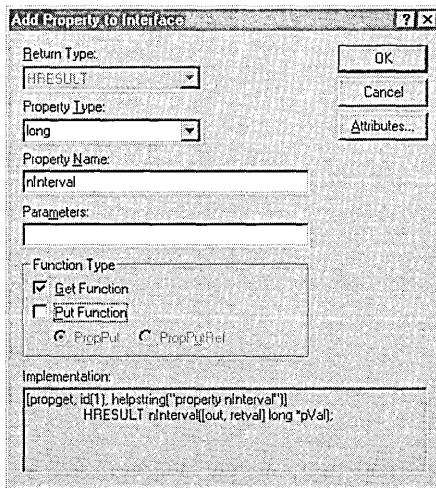 Add Property to Interface
Return Type:
HRESULT
OK
Cancel
Attributes...
Property Type:
long
Property Name:
nInterval
Parameters:
Function Type
Get Function
Put Function
PropPut
PropPutRef
Implementation:
[propget, id(1), helpstring("property nInterval")]
HRESULT nInterval([out, retval] long *pVal);